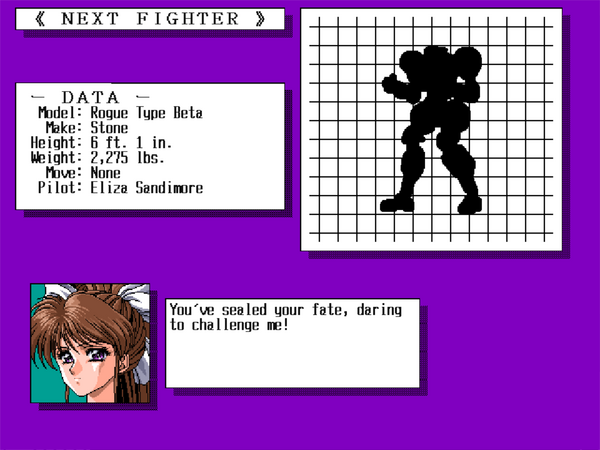 《 NEXT FIGHTER 》
— DATA —
Model: Rogue Type Beta
Make: Stone
Height: 6 ft. 1 in.
Weight: 2,275 lbs.
Move: None
Pilot: Eliza Sandimore
You've sealed your fate, daring
to challenge me!